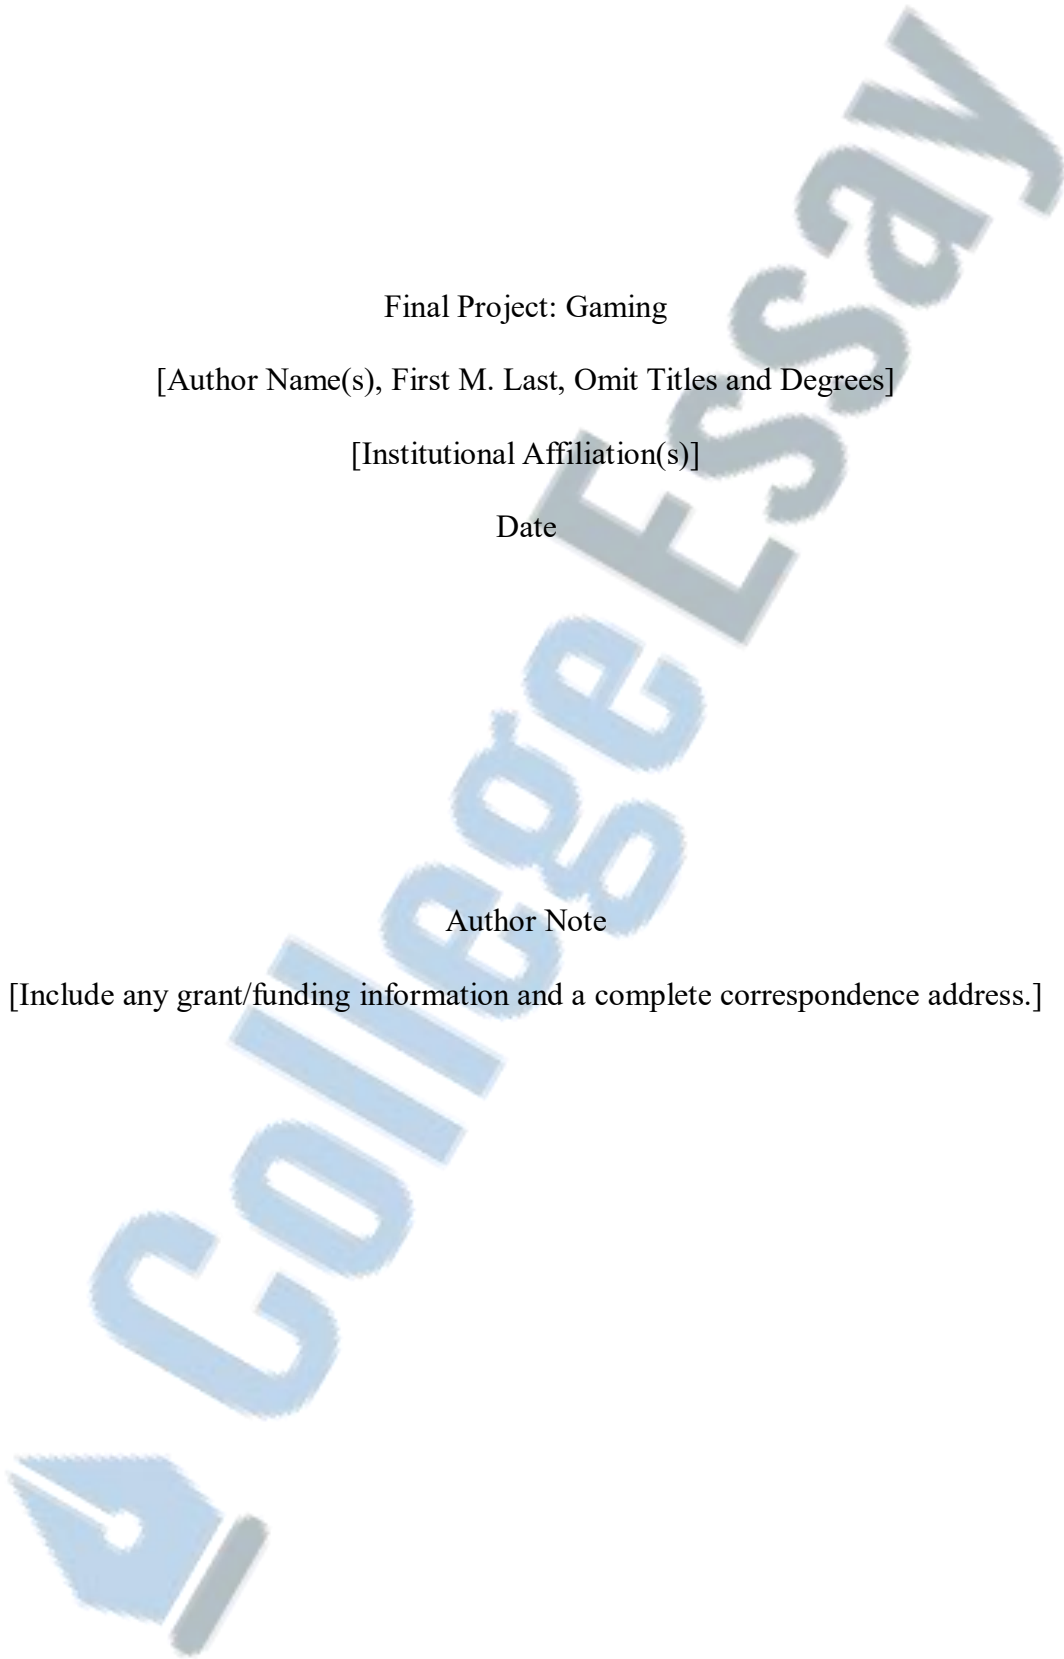 Final Project: Gaming
[Author Name(s), First M. Last, Omit Titles and Degrees]
[Institutional Affiliation(s)]
Date
Author Note
[Include any grant/funding information and a complete correspondence address.]
CollegeEssay